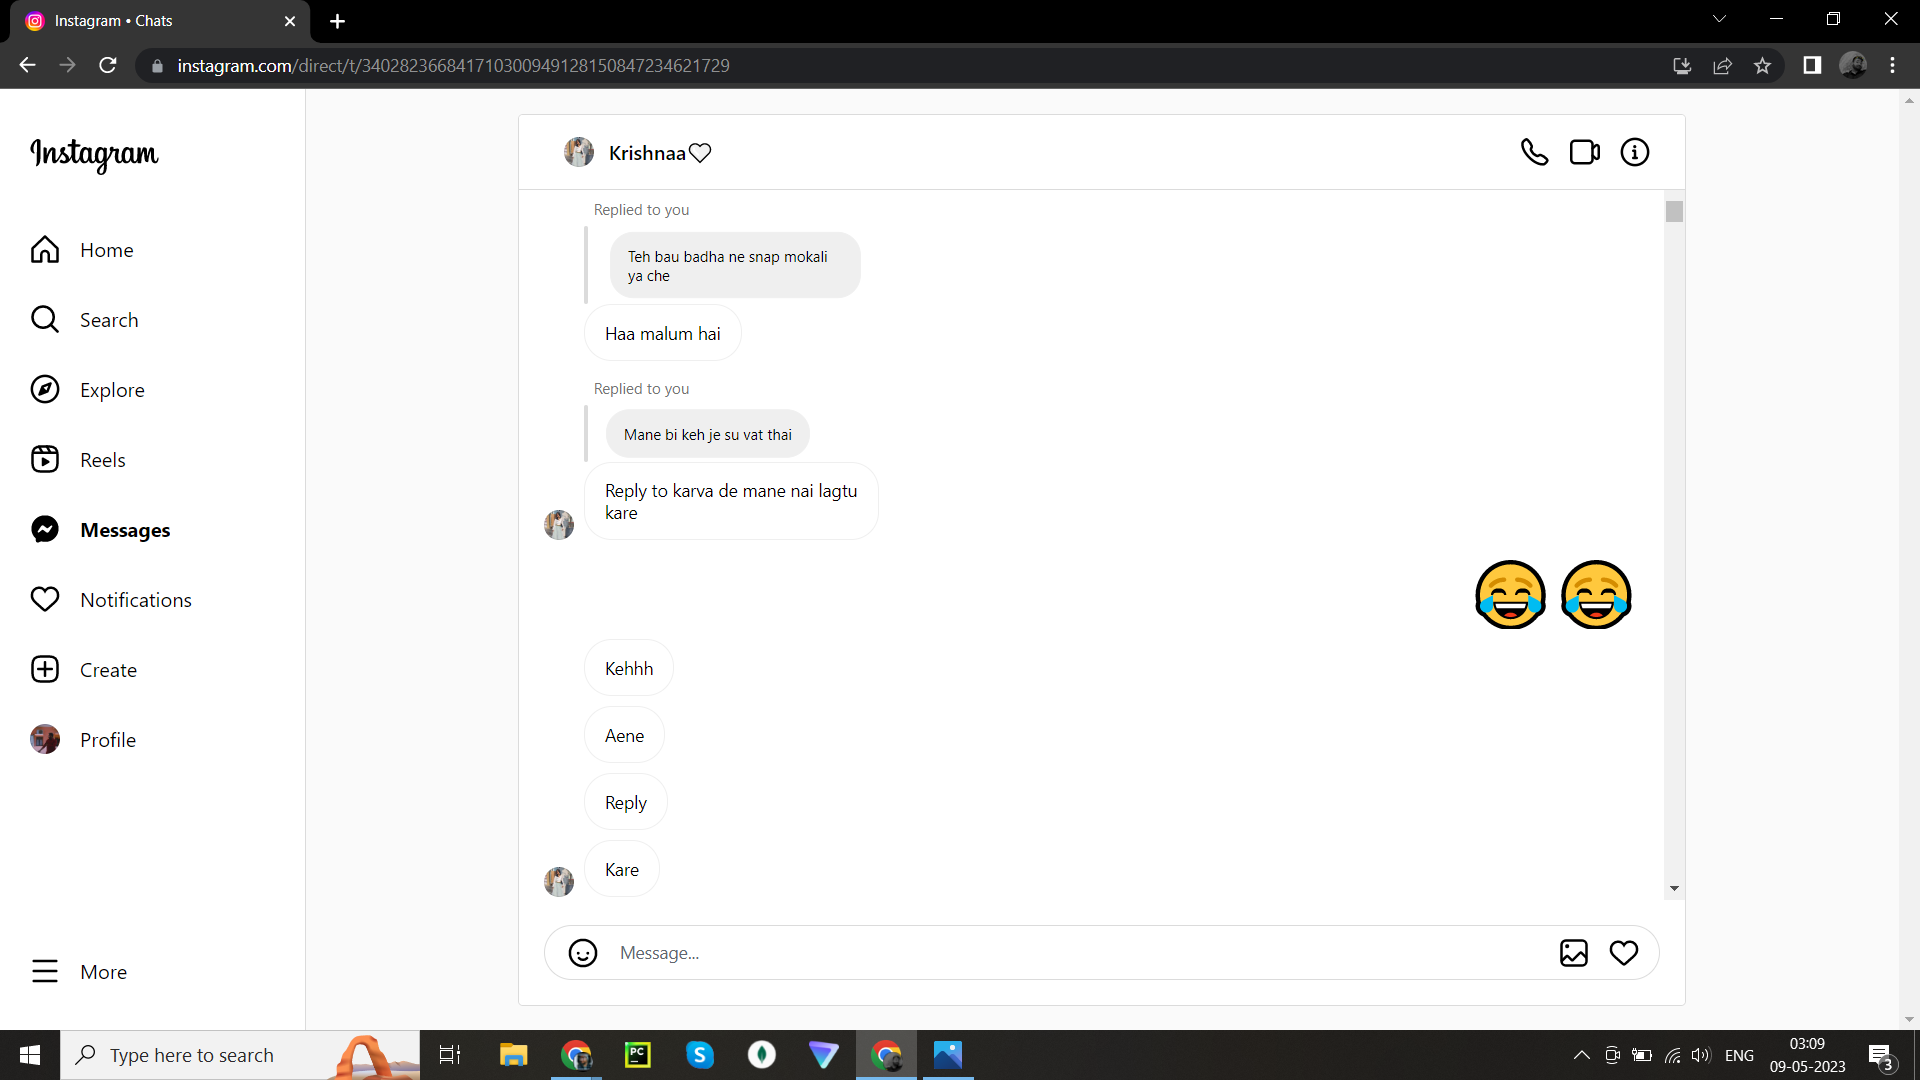 Instagram • Chats
instagram.com/direct/t/340282366841710300949128150847234621729
Instagram
Home
Search
Explore
Reels
Messages
Notifications
Create
Profile
More
Krishnaa♡
Replied to you
Teh bau badha ne snap mokali
ya che
Haa malum hai
Replied to you
Mane bi keh je su vat thai
Reply to karva de mane nai lagtu
kare
😂 😂
Kehhh
Aene
Reply
Kare
Message...
Type here to search
PC
S
ENG
03:09
09-05-2023
3